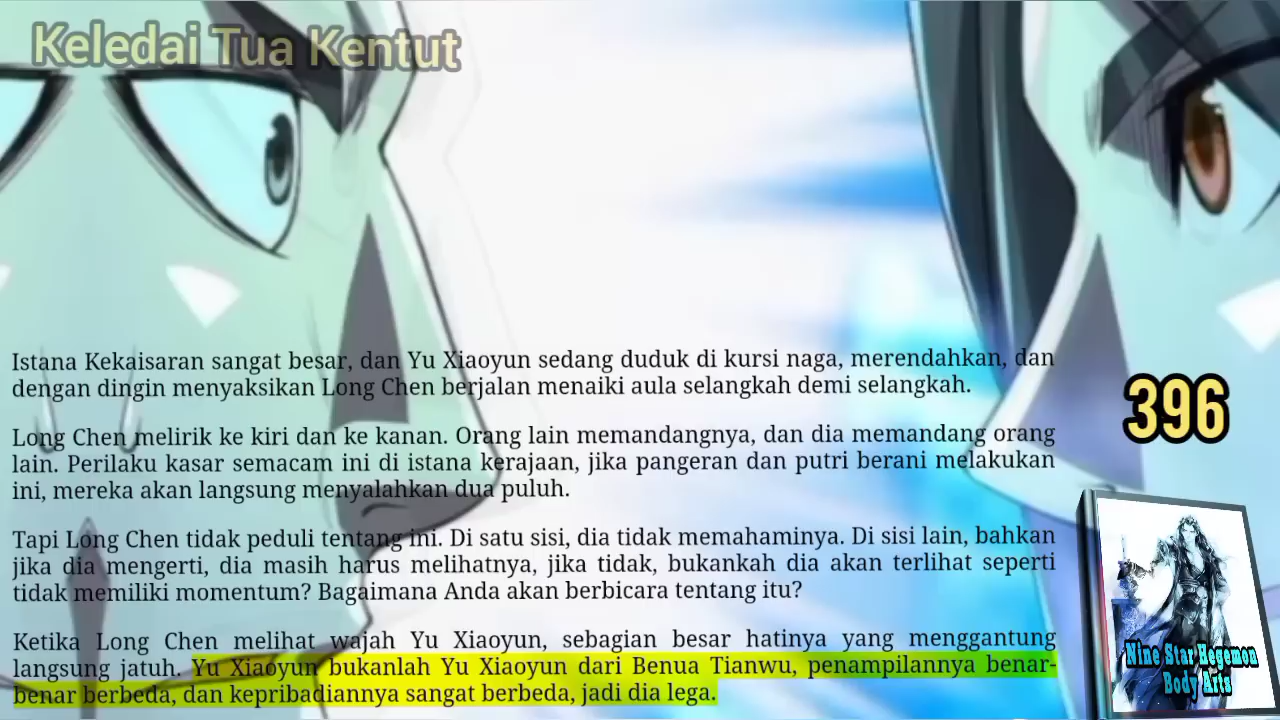 Keledai Tua Kentut
Istana Kekaisaran sangat besar, dan Yu Xiaoyun sedang duduk di kursi naga, merendahkan, dan
dengan dingin menyaksikan Long Chen berjalan menaiki aula selangkah demi selangkah.
Long Chen melirik ke kiri dan ke kanan. Orang lain memandangnya, dan dia memandang orang
lain. Perilaku kasar semacam ini di istana kerajaan, jika pangeran dan putri berani melakukan
ini, mereka akan langsung menyalahkan dua puluh.
Tapi Long Chen tidak peduli tentang ini. Di satu sisi, dia tidak memahaminya. Di sisi lain, bahkan
jika dia mengerti, dia masih harus melihatnya, jika tidak, bukankah dia akan terlihat seperti
tidak memiliki momentum? Bagaimana Anda akan berbicara tentang itu?
Ketika Long Chen melihat wajah Yu Xiaoyun, sebagian besar hatinya yang menggantung
langsung jatuh. Yu Xiaoyun bukanlah Yu Xiaoyun dari Benua Tianwu, penampilannya benar-
benar berbeda, dan kepribadiannya sangat berbeda, jadi dia lega.
396
Nine Star Hegemon
Body Arts